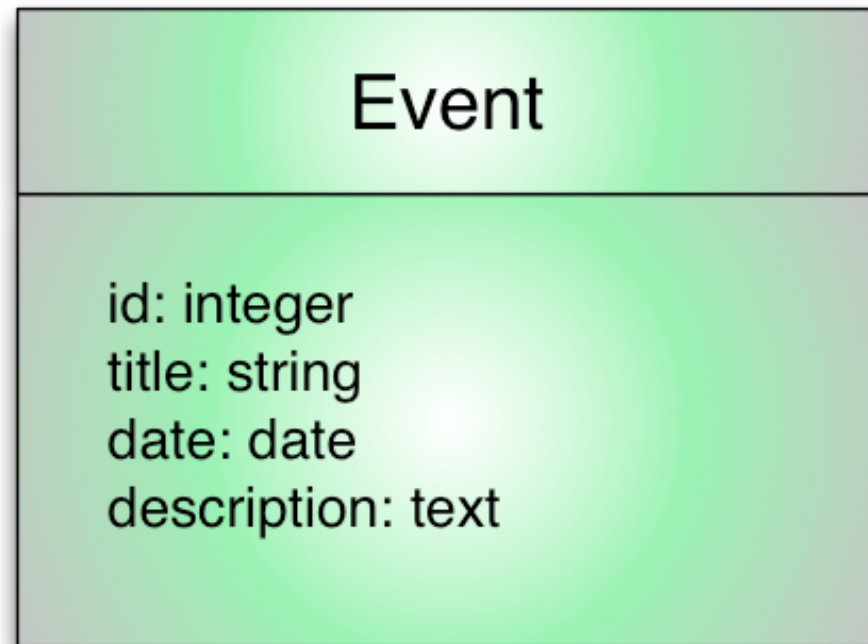 Event
id: integer
title: string
date: date
description: text